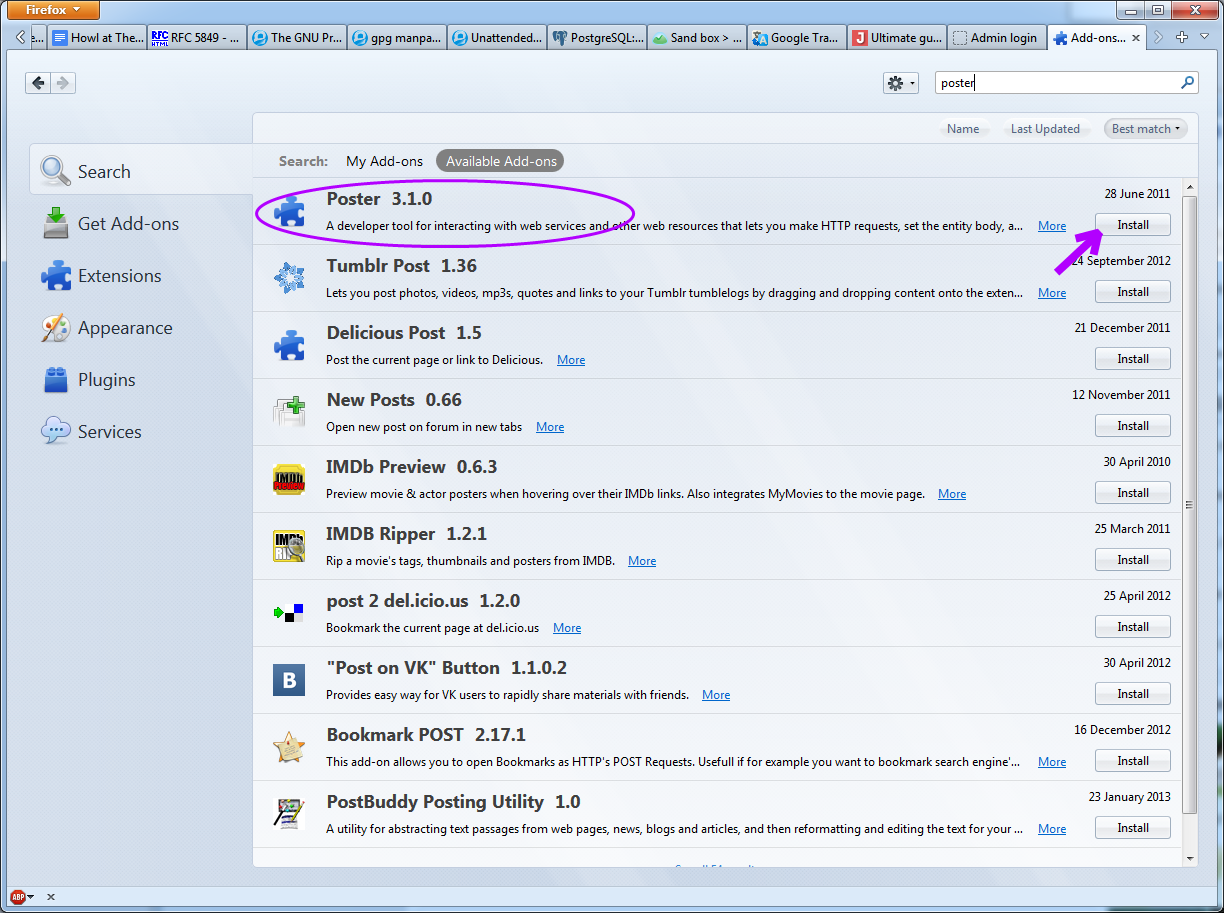 Firefox
e...
Howl at The...
RFC HTML
RFC 5849 - ...
The GNU Pr...
gpg manpa...
Unattended...
PostgreSQL:...
Sand box > ...
Google Tra...
J
Ultimate gu...
Admin login
Add-ons...
poster
Name
Last Updated
Best match
Search: My Add-ons Available Add-ons
Search
Get Add-ons
Extensions
Appearance
Plugins
Services
Poster 3.1.0
28 June 2011
A developer tool for interacting with web services and other web resources that lets you make HTTP requests, set the entity body, a... More
Install
Tumblr Post 1.36
24 September 2012
Lets you post photos, videos, mp3s, quotes and links to your Tumblr tumblelogs by dragging and dropping content onto the exten... More
Install
Delicious Post 1.5
21 December 2011
Post the current page or link to Delicious. More
Install
New Posts 0.66
12 November 2011
Open new post on forum in new tabs More
Install
IMDb PREVIEW
IMDb Preview 0.6.3
30 April 2010
Preview movie & actor posters when hovering over their IMDb links. Also integrates MyMovies to the movie page. More
Install
IMDB Ripper 1.2.1
25 March 2011
Rip a movie's tags, thumbnails and posters from IMDB. More
Install
post 2 del.icio.us 1.2.0
25 April 2012
Bookmark the current page at del.icio.us More
Install
B
"Post on VK" Button 1.1.0.2
30 April 2012
Provides easy way for VK users to rapidly share materials with friends. More
Install
Bookmark POST 2.17.1
16 December 2012
This add-on allows you to open Bookmarks as HTTP's POST Requests. Usefull if for example you want to bookmark search engine'... More
Install
PostBuddy Posting Utility 1.0
23 January 2013
A utility for abstracting text passages from web pages, news, blogs and articles, and then reformatting and editing the text for your ... More
Install
ABP